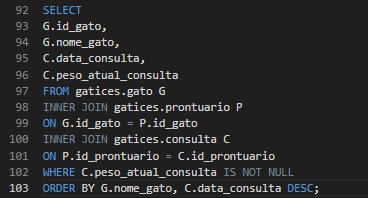 92 SELECT
93 G.id_gato,
94 G.nome_gato,
95 C.data_consulta,
96 C.peso_atual_consulta
97 FROM gatices.gato G
98 INNER JOIN gatices.prontuario P
99 ON G.id_gato = P.id_gato
100 INNER JOIN gatices.consulta C
101 ON P.id_prontuario = C.id_prontuario
102 WHERE C.peso_atual_consulta IS NOT NULL
103 ORDER BY G.nome_gato, C.data_consulta DESC;